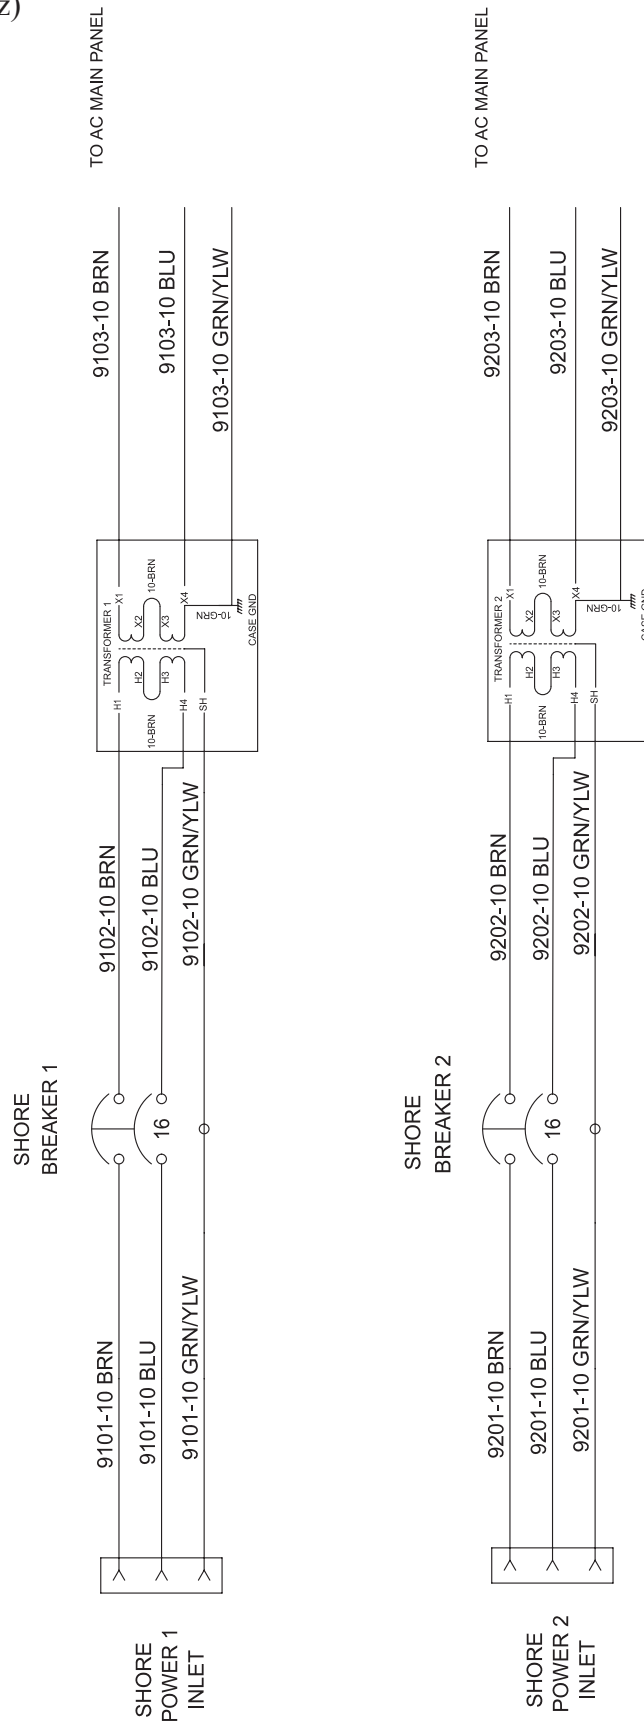 z)
TO AC MAIN PANEL
9103-10 BRN
9103-10 BLU
9103-10 GRN/YLW
TRANSFORMER 1
X1
X2
X3
X4
10-BRN
10-GRN
CASE GND
H1
H2
H3
H4
SH
10-BRN
9102-10 BRN
9102-10 BLU
9102-10 GRN/YLW
SHORE
BREAKER 1
16
9101-10 BRN
9101-10 BLU
9101-10 GRN/YLW
SHORE
POWER 1
INLET
TO AC MAIN PANEL
9203-10 BRN
9203-10 BLU
9203-10 GRN/YLW
TRANSFORMER 2
X1
X2
X3
X4
10-BRN
10-GRN
CASE GND
H1
H2
H3
H4
SH
10-BRN
9202-10 BRN
9202-10 BLU
9202-10 GRN/YLW
SHORE
BREAKER 2
16
9201-10 BRN
9201-10 BLU
9201-10 GRN/YLW
SHORE
POWER 2
INLET